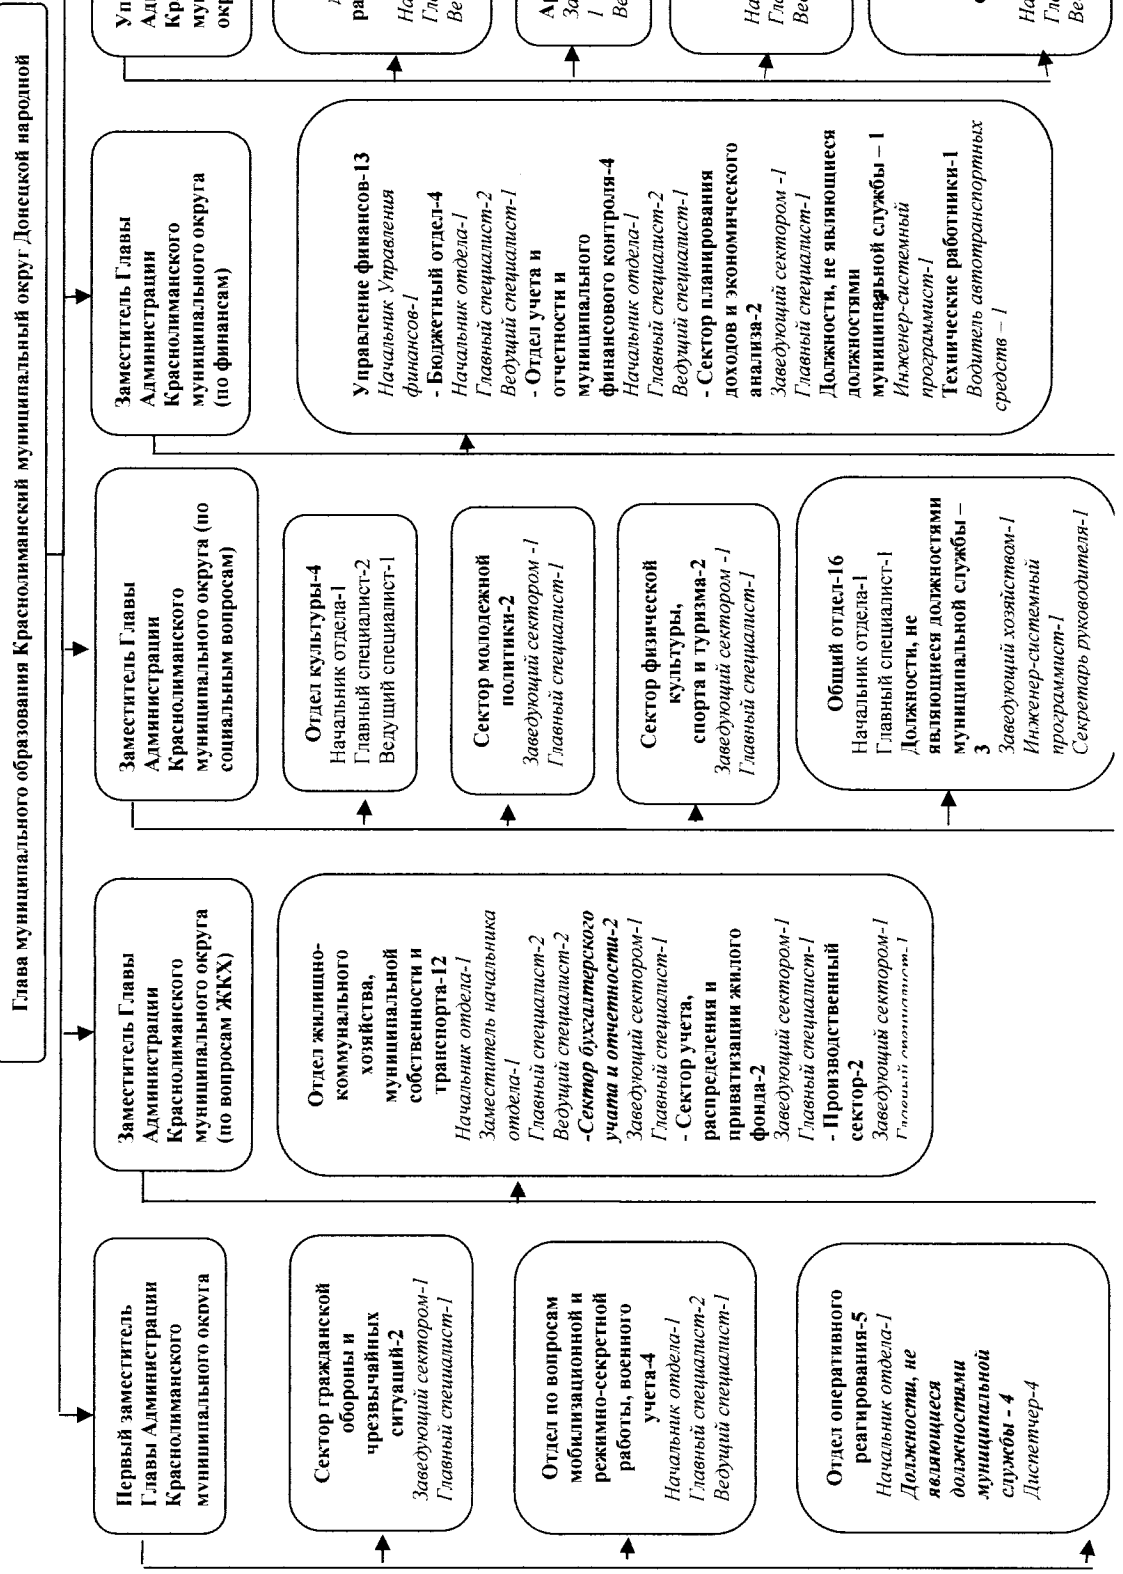 Глава муниципального образования Краснолиманский муниципальный округ Донецкой народной
Первый заместитель
Главы Администрации
Краснолиманского
муниципального округа
Сектор гражданской
обороны и
чрезвычайных
ситуаций-2
Заведующий сектором-1
Главный специалист-1
Отдел по вопросам
мобилизационной и
режимно-секретной
работы, военного
учета-4
Начальник отдела-1
Главный специалист-2
Ведущий специалист-1
Отдел оперативного
реагирования-5
Начальник отдела-1
Должности, не
являющиеся
должностями
муниципальной
службы - 4
Диспетчер-4
Заместитель Главы
Администрации
Краснолиманского
муниципального округа
(по вопросам ЖКХ)
Отдел жилищно-
коммунального
хозяйства,
муниципальной
собственности и
транспорта-12
Начальник отдела-1
Заместитель начальника
отдела-1
Главный специалист-2
Ведущий специалист-2
-Сектор бухгалтерского
учета и отчетности-2
Заведующий сектором-1
Главный специалист-1
- Сектор учета,
распределения и
приватизации жилого
фонда-2
Заведующий сектором-1
Главный специалист-1
- Производственный
сектор-2
Заведующий сектором-1
Главный специалист-1
Заместитель Главы
Администрации
Краснолиманского
муниципального округа (по
социальным вопросам)
Отдел культуры-4
Начальник отдела-1
Главный специалист-2
Ведущий специалист-1
Сектор молодежной
политики-2
Заведующий сектором -1
Главный специалист-1
Сектор физической
культуры,
спорта и туризма-2
Заведующий сектором -1
Главный специалист-1
Общий отдел-16
Начальник отдела-1
Главный специалист-1
Должности, не
являющиеся должностями
муниципальной службы –
3
Заведующий хозяйствам-1
Инженер-системный
программист-1
Секретарь руководителя-1
Заместитель Главы
Администрации
Краснолиманского
муниципального округа
(по финансам)
Управление финансов-13
Начальник Управления
финансов-1
- Бюджетный отдел-4
Начальник отдела-1
Главный специалист-2
Ведущий специалист-1
- Отдел учета и
отчетности и
муниципального
финансового контроля-4
Начальник отдела-1
Главный специалист-2
Ведущий специалист-1
- Сектор планирования
доходов и экономического
анализа-2
Заведующий сектором -1
Главный специалист-1
Должности, не являющиеся
должностями
муниципальной службы – 1
Инженер-системный
программист-1
Технические работники-1
Водитель автотранспортных
средств – 1